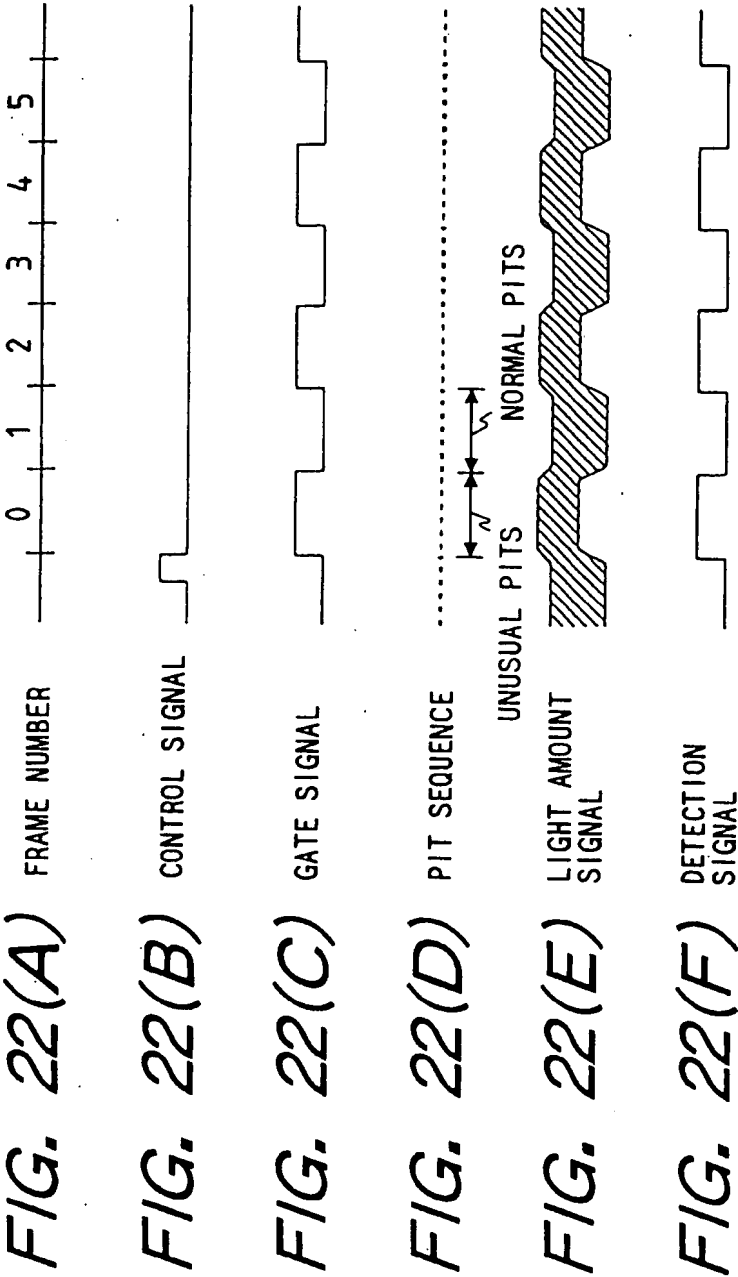 FIG. 22(A) FRAME NUMBER 0 1 2 3 4 5
FIG. 22(B) CONTROL SIGNAL
FIG. 22(C) GATE SIGNAL
FIG. 22(D) PIT SEQUENCE
UNUSUAL PITS NORMAL PITS
FIG. 22(E) LIGHT AMOUNT
SIGNAL
FIG. 22(F) DETECTION
SIGNAL